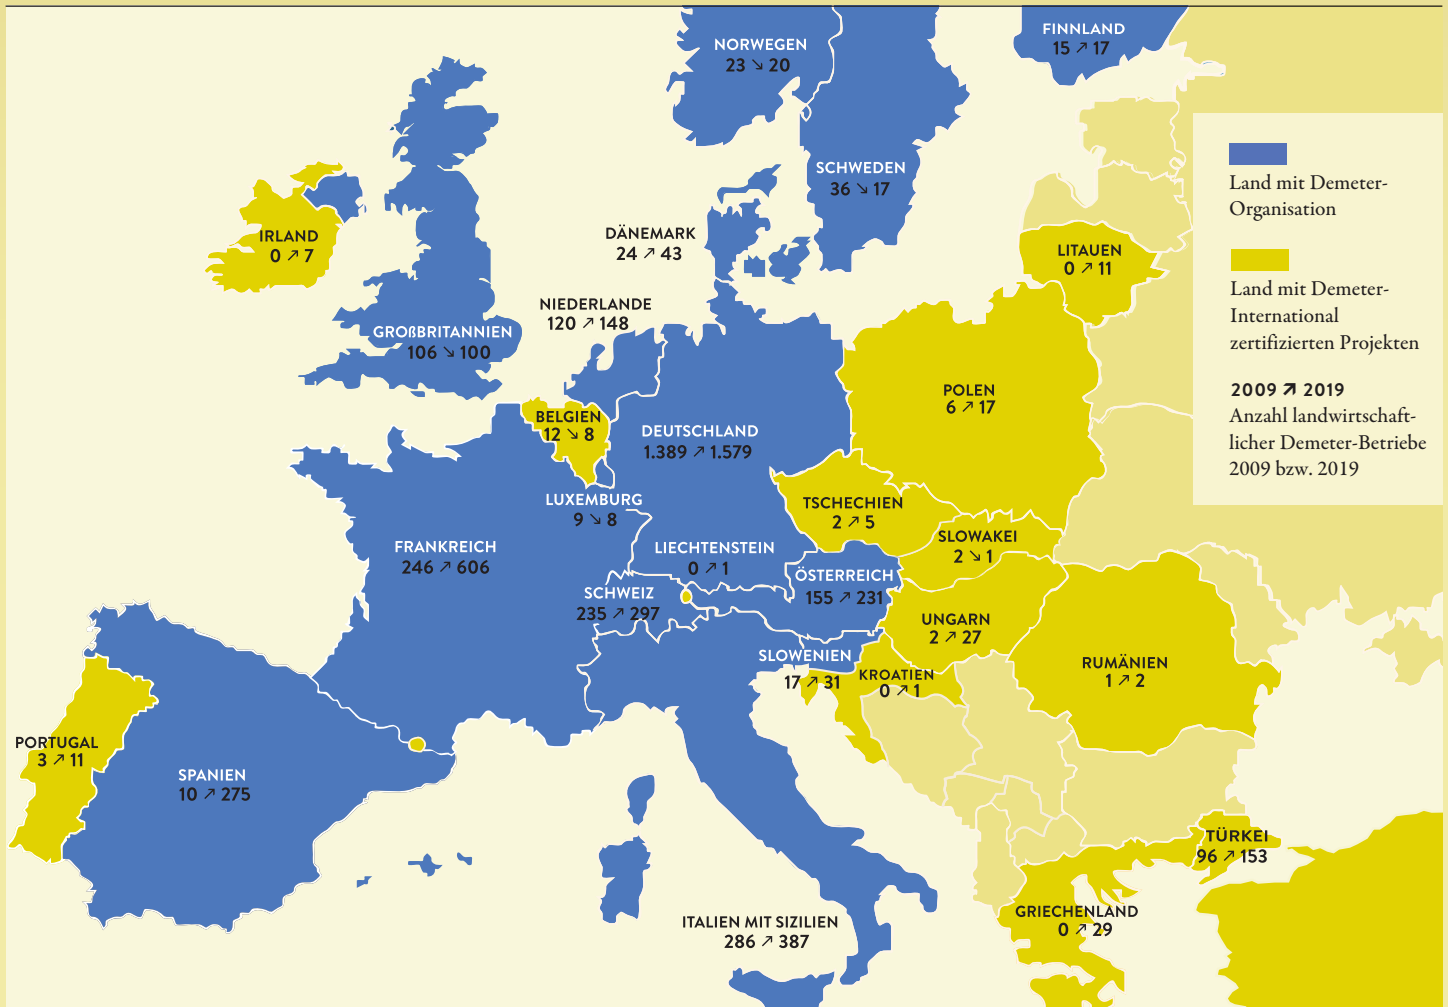 NORWEGEN
23 ↘ 20
FINNLAND
15 ↗ 17
SCHWEDEN
36 ↘ 17
Land mit Demeter-
Organisation
IRLAND
0 ↗ 7
DÄNEMARK
24 ↗ 43
LITAUEN
0 ↗ 11
Land mit Demeter-
International
zertifizierten Projekten
NIEDERLANDE
120 ↗ 148
GROßBRITANNIEN
106 ↘ 100
2009 ↗ 2019
Anzahl landwirtschaft-
licher Demeter-Betriebe
2009 bzw. 2019
POLEN
6 ↗ 17
BELGIEN
12 ↘ 8
DEUTSCHLAND
1.389 ↗ 1.579
LUXEMBURG
9 ↘ 8
TSCHECHIEN
2 ↗ 5
SLOWAKEI
2 ↘ 1
FRANKREICH
246 ↗ 606
LIECHTENSTEIN
0 ↗ 1
ÖSTERREICH
155 ↗ 231
SCHWEIZ
235 ↗ 297
UNGARN
2 ↗ 27
SLOWENIEN
17 ↗ 31
KROATIEN
0 ↗ 1
RUMÄNIEN
1 ↗ 2
PORTUGAL
3 ↗ 11
SPANIEN
10 ↗ 275
TÜRKEI
96 ↗ 153
ITALIEN MIT SIZILIEN
286 ↗ 387
GRIECHENLAND
0 ↗ 29